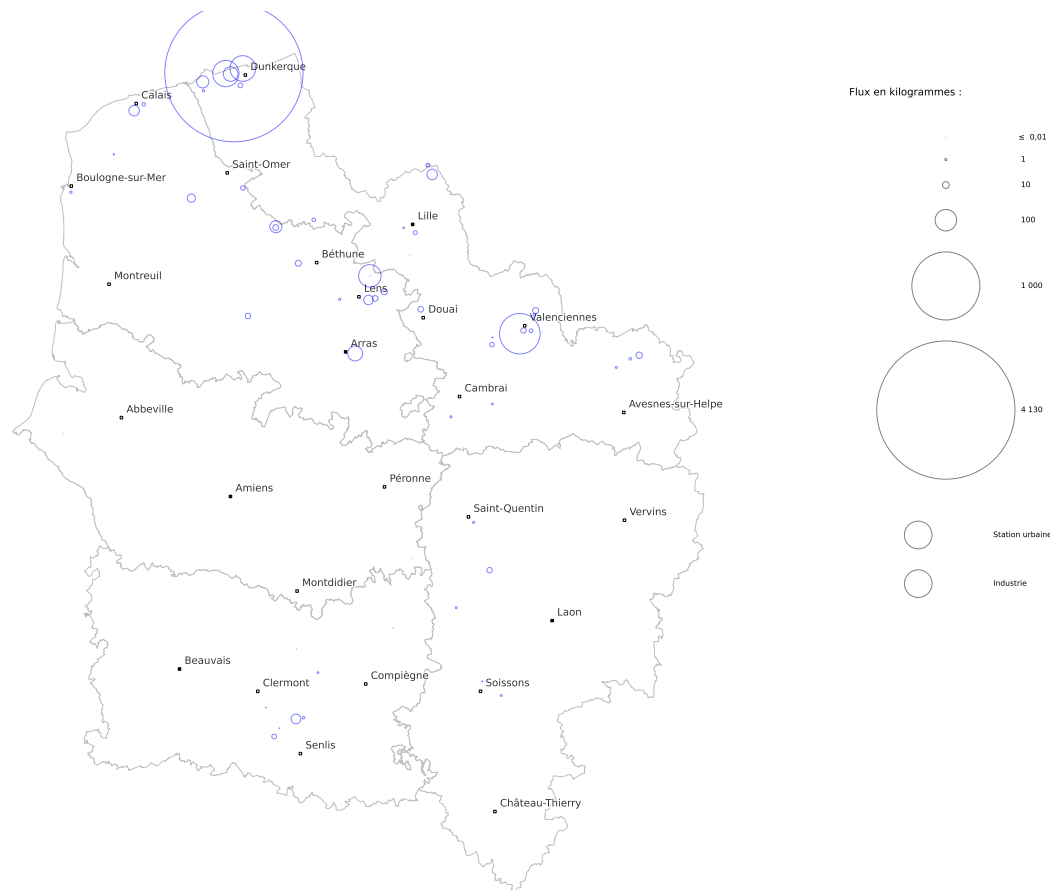 Dunkerque
Calais
Saint-Omer
Boulogne-sur-Mer
Lille
Béthune
Montreuil
Lens
Douai
Valenciennes
Arras
Cambrai
Avesnes-sur-Helpe
Abbeville
Amiens
Péronne
Saint-Quentin
Vervins
Montdidier
Laon
Beauvais
Clermont
Compiègne
Soissons
Senlis
Château-Thierry
Flux en kilogrammes :
≤ 0,01
1
10
100
1 000
4 130
Station urbaine
Industrie